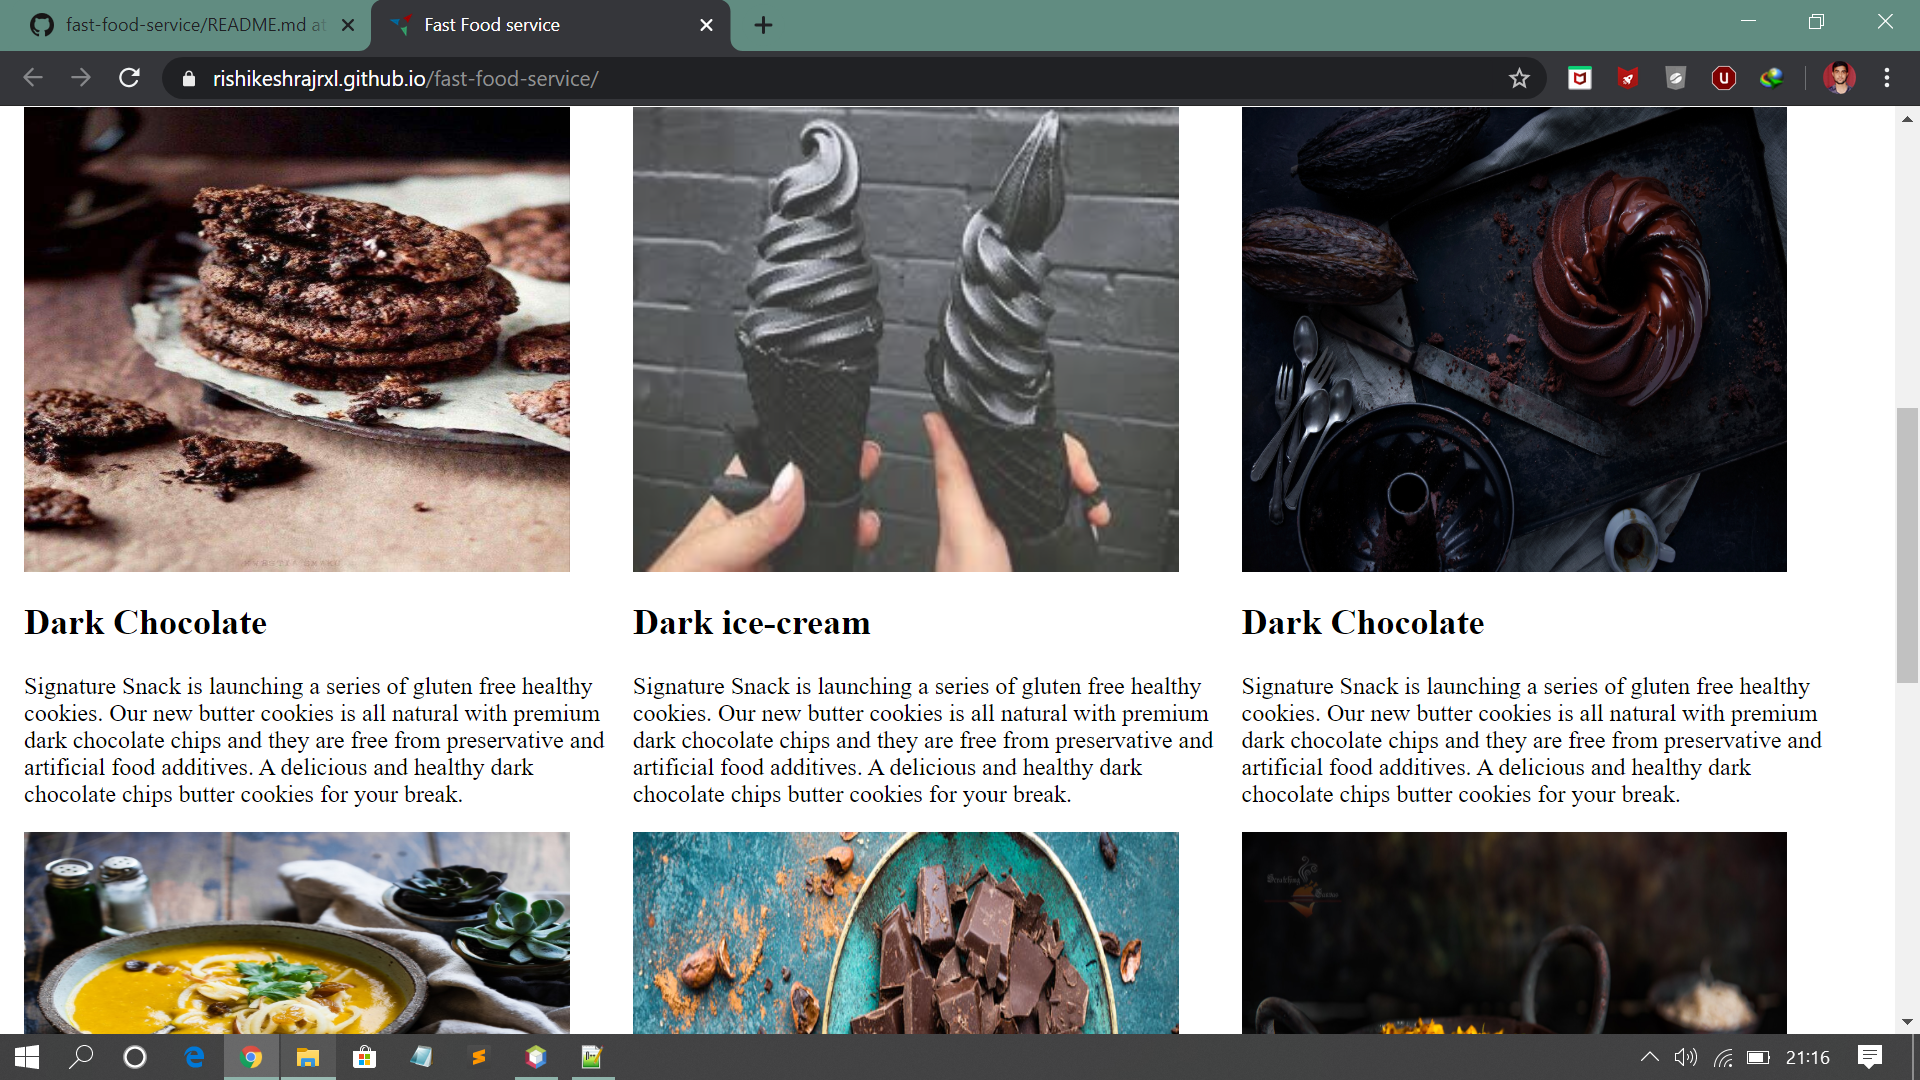 fast-food-service/README.md at
Fast Food service
rishikeshrajrxl.github.io/fast-food-service/
Dark Chocolate
Signature Snack is launching a series of gluten free healthy
cookies. Our new butter cookies is all natural with premium
dark chocolate chips and they are free from preservative and
artificial food additives. A delicious and healthy dark
chocolate chips butter cookies for your break.
Dark ice-cream
Signature Snack is launching a series of gluten free healthy
cookies. Our new butter cookies is all natural with premium
dark chocolate chips and they are free from preservative and
artificial food additives. A delicious and healthy dark
chocolate chips butter cookies for your break.
Dark Chocolate
Signature Snack is launching a series of gluten free healthy
cookies. Our new butter cookies is all natural with premium
dark chocolate chips and they are free from preservative and
artificial food additives. A delicious and healthy dark
chocolate chips butter cookies for your break.
21:16